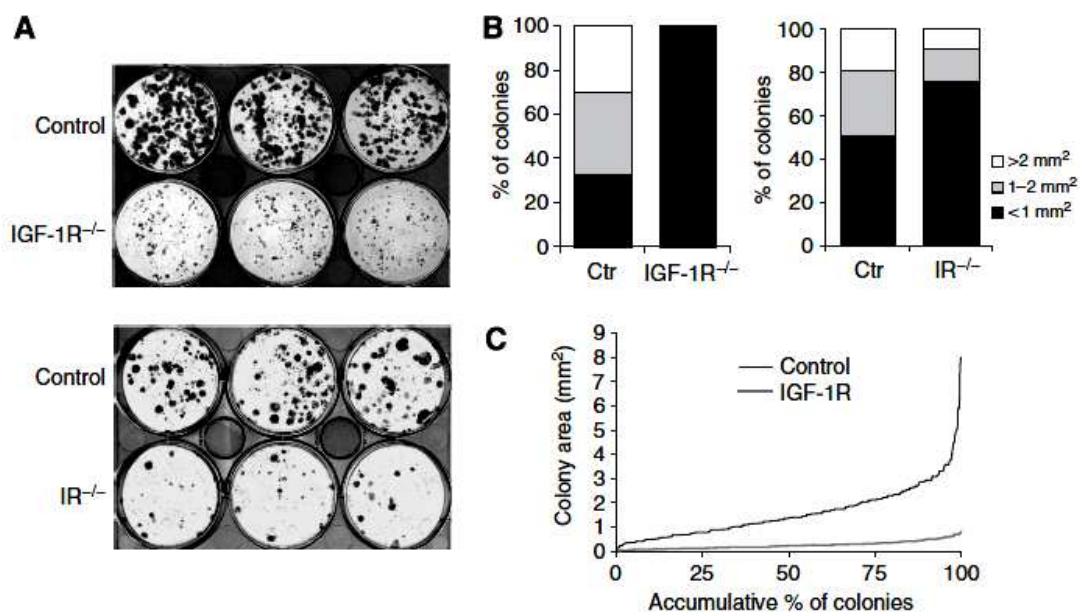 A
Control
IGF-1R⁻/⁻
Control
IR⁻/⁻
B
100
80
60
40
20
0
% of colonies
Ctr
IGF-1R⁻/⁻
100
80
60
40
20
0
% of colonies
Ctr
IR⁻/⁻
>2 mm²
1–2 mm²
<1 mm²
C
9
8
7
6
5
4
3
2
1
0
Colony area (mm²)
Control
IGF-1R
0
25
50
75
100
Accumulative % of colonies